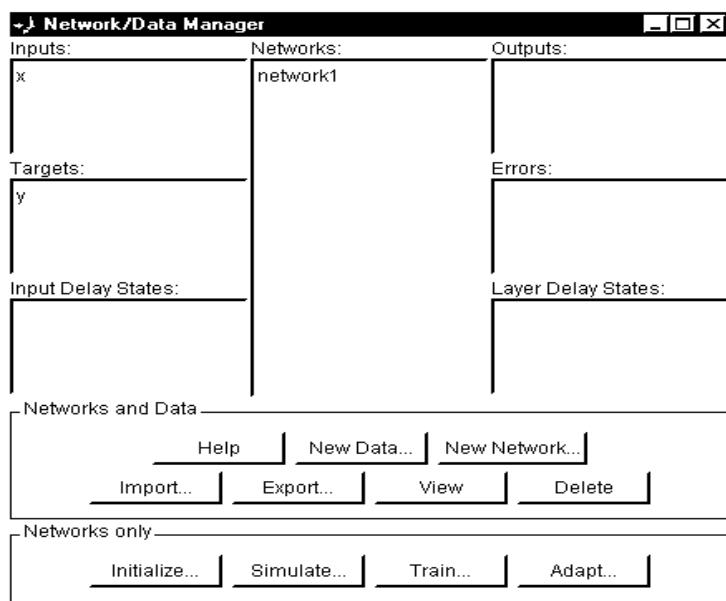 Network/Data Manager
Inputs: Networks: Outputs:
x network1
Targets: Errors:
y
Input Delay States: Layer Delay States:
Networks and Data
Help New Data... New Network...
Import... Export... View Delete
Networks only
Initialize... Simulate... Train... Adapt...